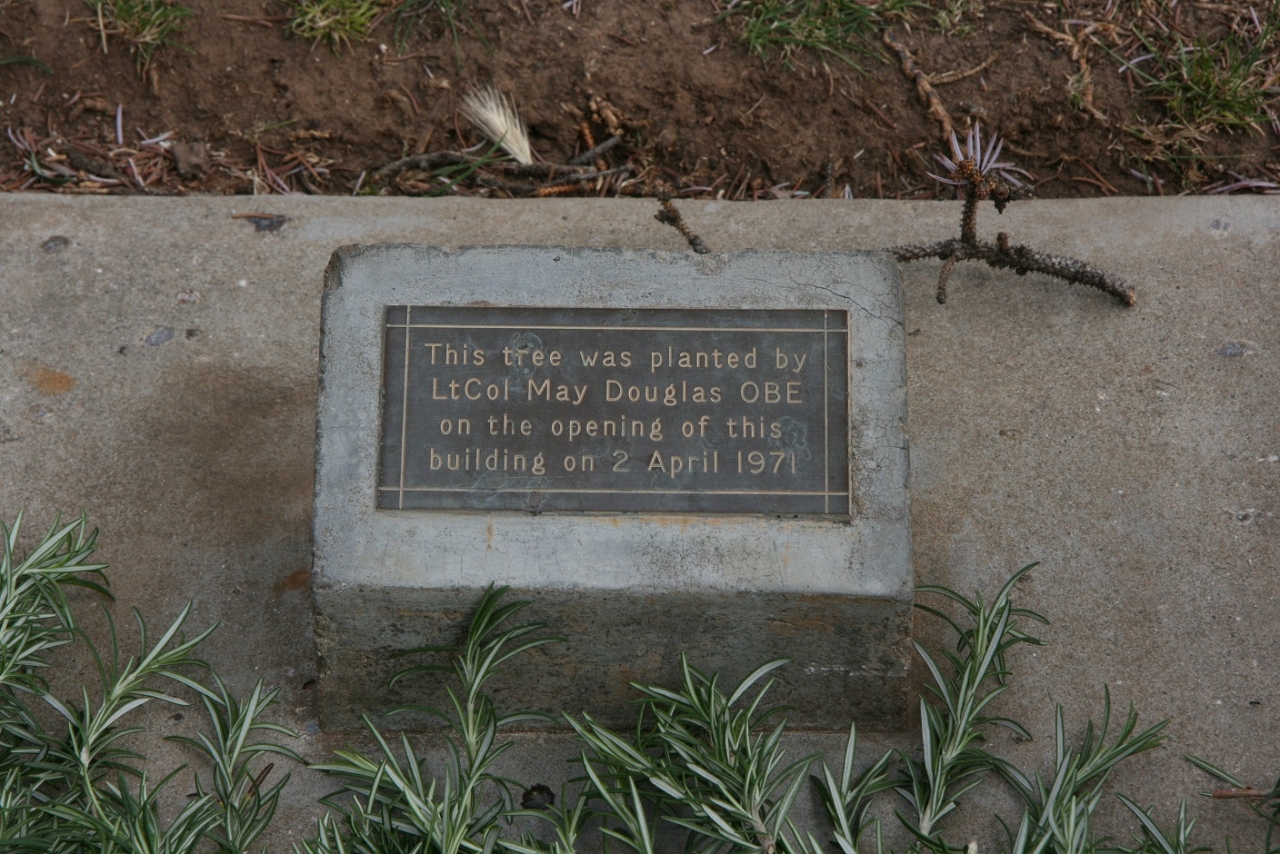 This tree was planted by
LtCol May Douglas OBE
on the opening of this
building on 2 April 1971